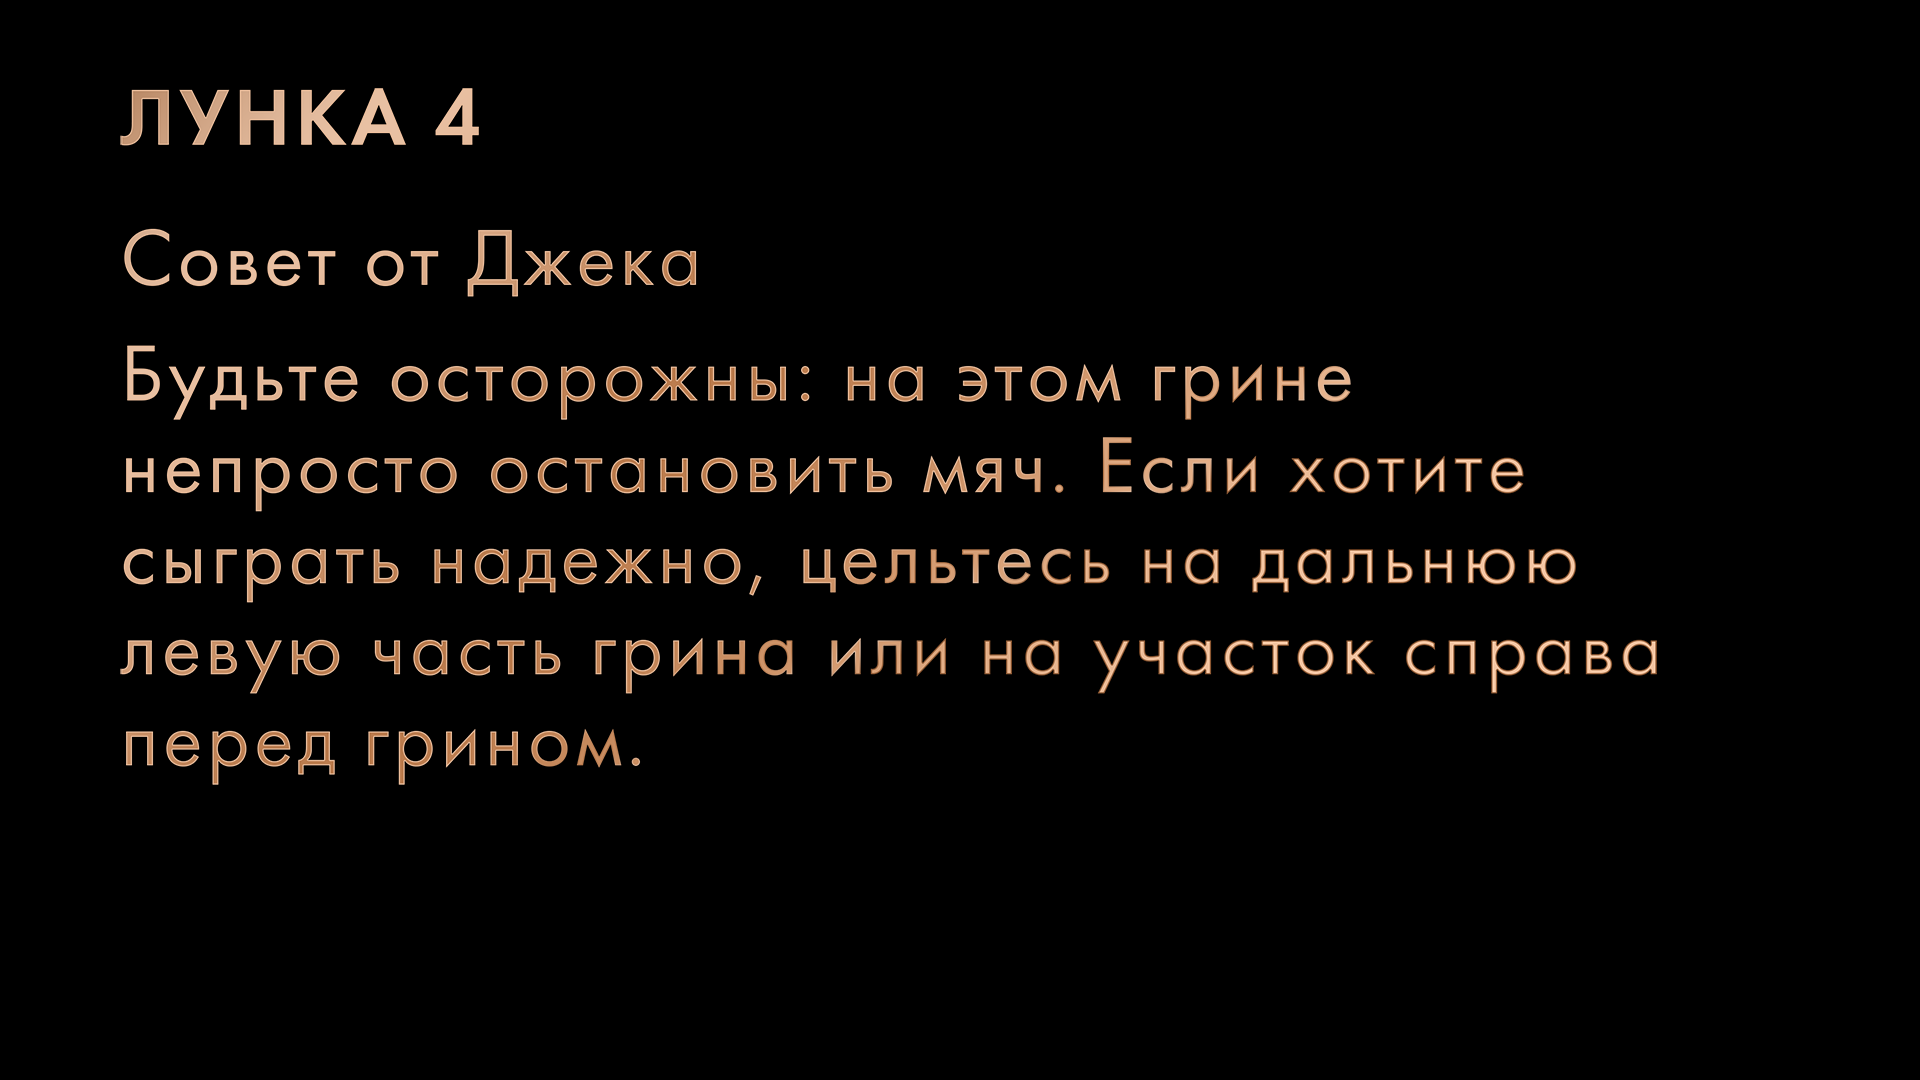 ЛУНКА 4
Совет от Джека
Будьте осторожны: на этом грине
непросто остановить мяч. Если хотите
сыграть надежно, цельтесь на дальнюю
левую часть грина или на участок справа
перед грином.